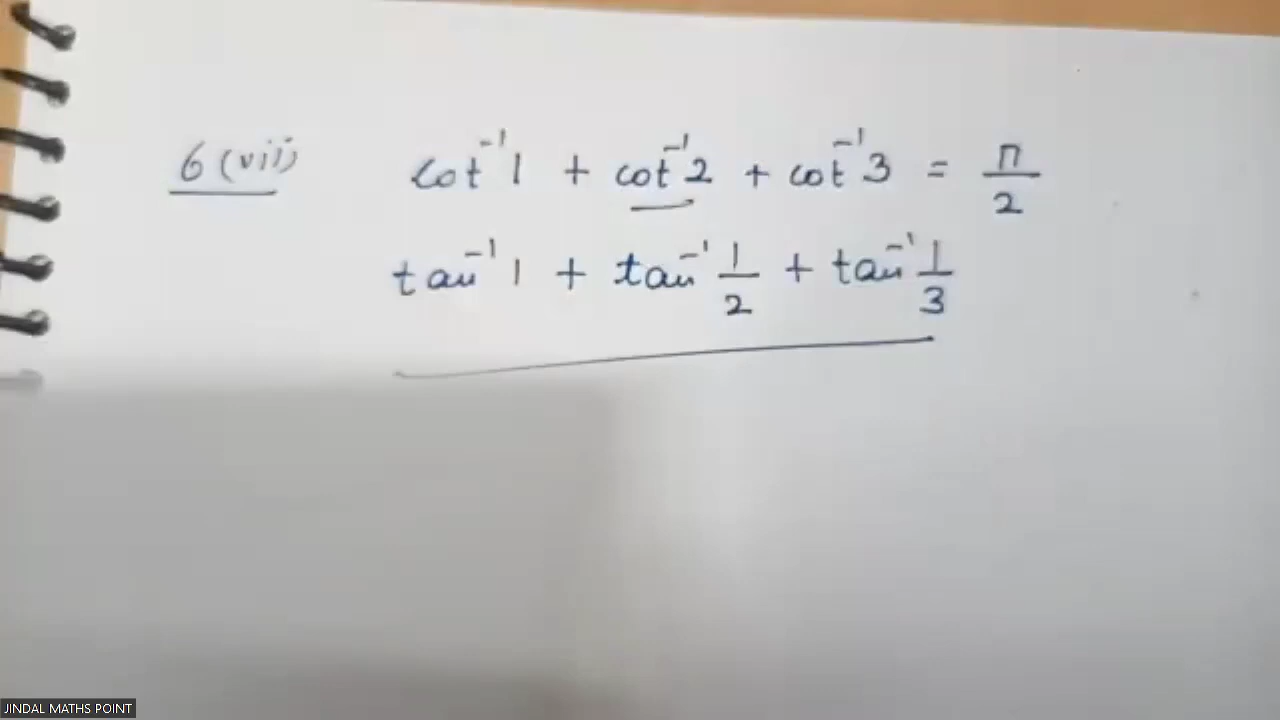 6 (vii) cot⁻¹1 + cot⁻¹2 + cot⁻¹3 = π/2
tan⁻¹1 + tan⁻¹ 1/2 + tan⁻¹ 1/3
JINDAL MATHS POINT